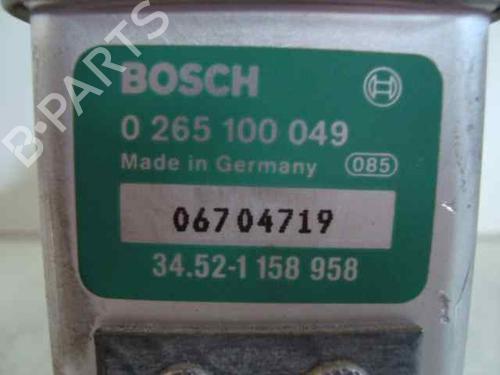 B-PARTS
BOSCH
0 265 100 049
Made in Germany 085
06704719
34.52-1 158 958